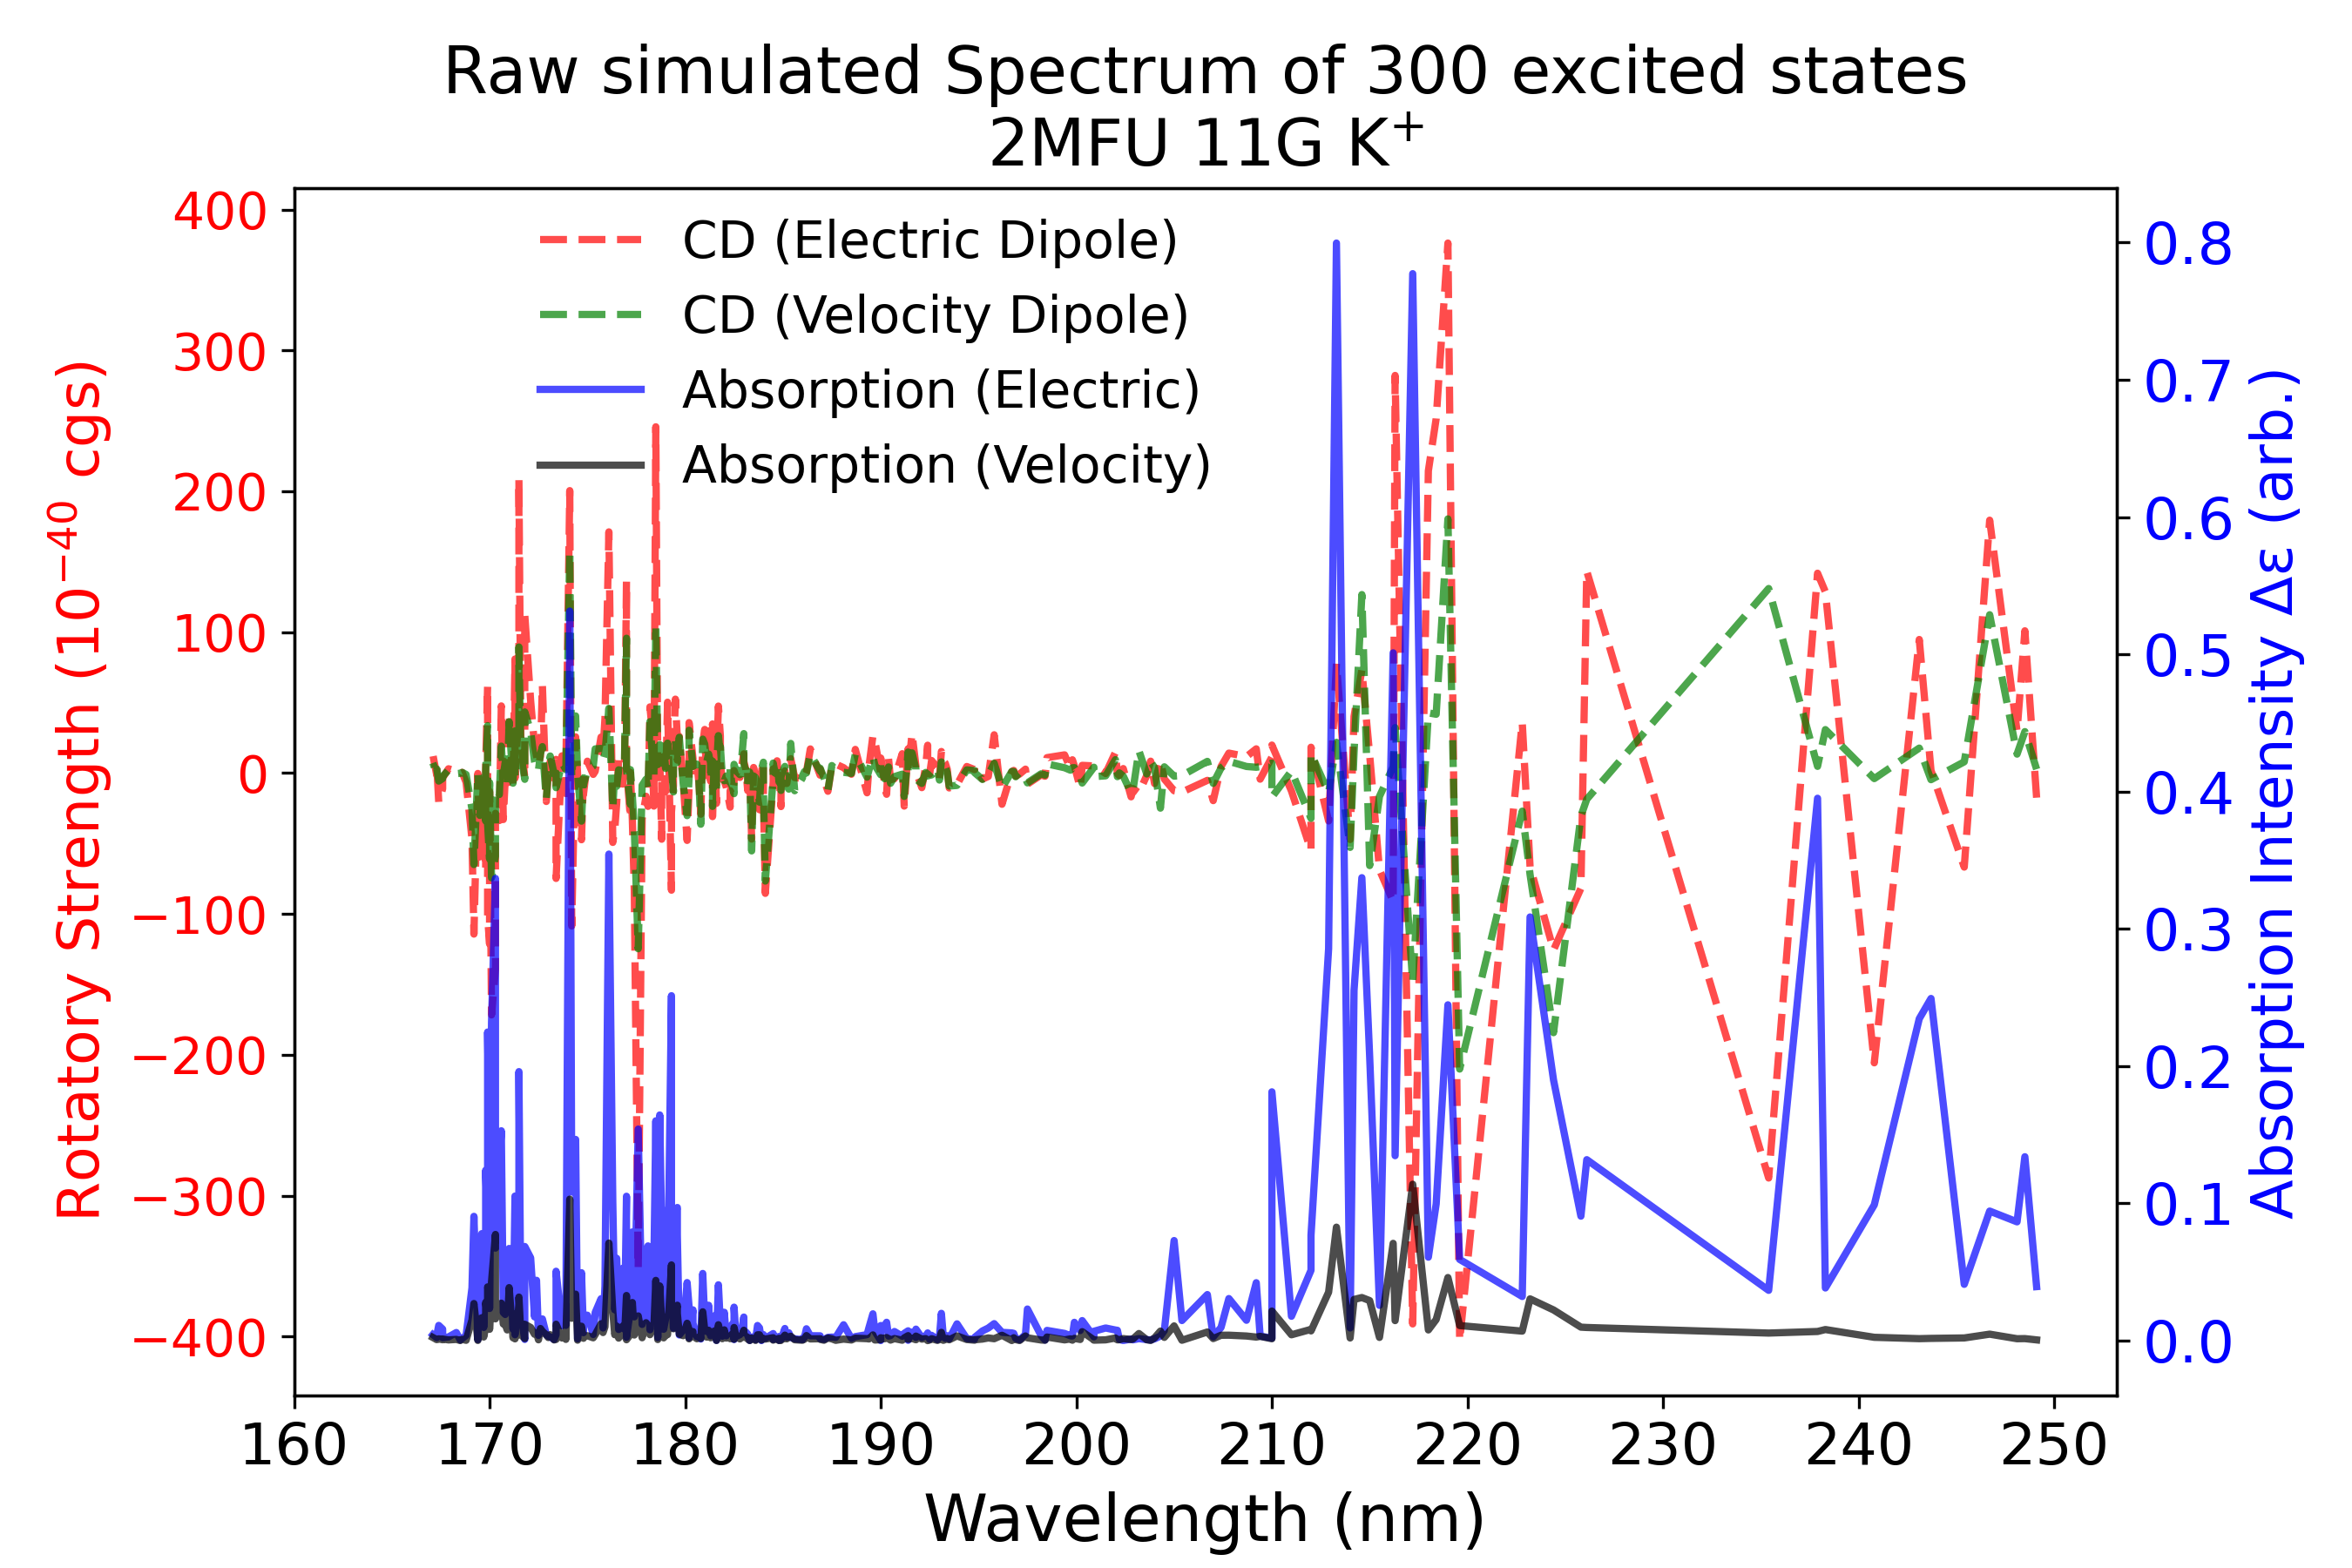 Raw simulated Spectrum of 300 excited states
2MFU 11G K⁺
CD (Electric Dipole)
CD (Velocity Dipole)
Absorption (Electric)
Absorption (Velocity)
Rotatory Strength (10⁻⁴⁰ cgs)
400
300
200
100
0
−100
−200
−300
−400
0.8
0.7
0.6
0.5
0.4
0.3
0.2
0.1
0.0
Absorption Intensity Δε (arb.)
160 170 180 190 200 210 220 230 240 250
Wavelength (nm)